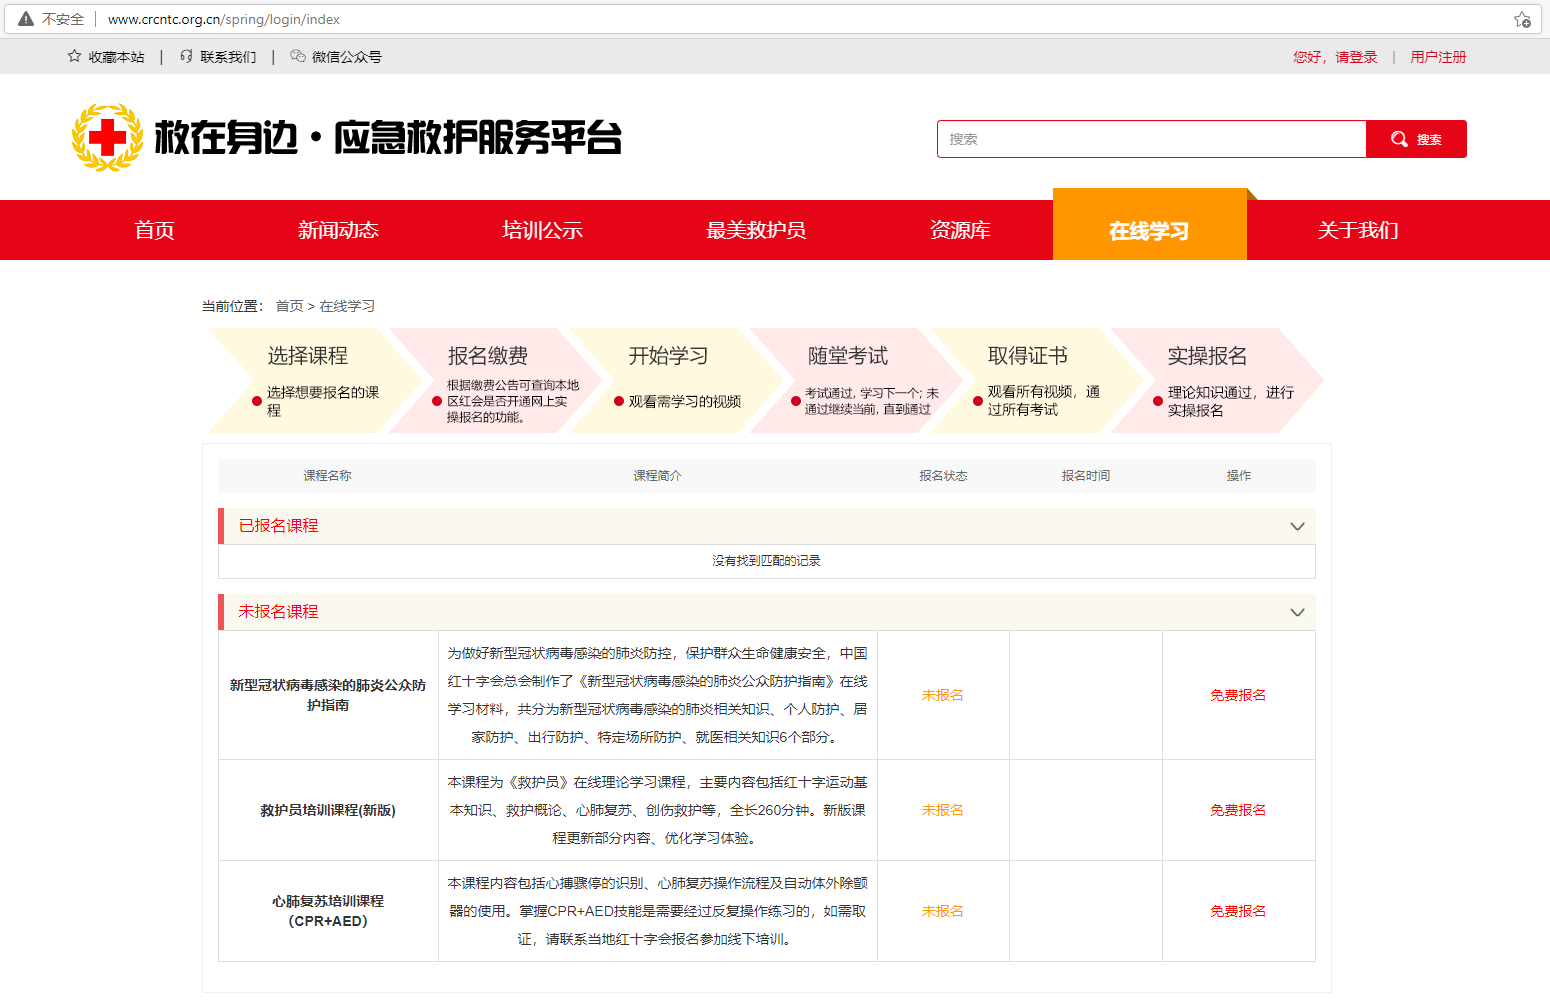 不安全 www.crcntc.org.cn/spring/login/index
收藏本站 | 联系我们 | 微信公众号 您好，请登录 | 用户注册
救在身边·应急救护服务平台
搜索 搜索
首页 新闻动态 培训公示 最美救护员 资源库 在线学习 关于我们
当前位置： 首页 > 在线学习
选择课程
选择想要报名的课
程
报名缴费
根据缴费公告可查询本地
区红会是否开通网上实
操报名的功能。
开始学习
观看需学习的视频
随堂考试
考试通过, 学习下一个; 未
通过继续当前, 直到通过
取得证书
观看所有视频，通
过所有考试
实操报名
理论知识通过，进行
实操报名
课程名称 课程简介 报名状态 报名时间 操作
已报名课程
没有找到匹配的记录
未报名课程
新型冠状病毒感染的肺炎公众防
护指南
为做好新型冠状病毒感染的肺炎防控，保护群众生命健康安全，中国
红十字会总会制作了《新型冠状病毒感染的肺炎公众防护指南》在线
学习材料，共分为新型冠状病毒感染的肺炎相关知识、个人防护、居
家防护、出行防护、特定场所防护、就医相关知识6个部分。
未报名
免费报名
救护员培训课程(新版)
本课程为《救护员》在线理论学习课程，主要内容包括红十字运动基
本知识、救护概论、心肺复苏、创伤救护等，全长260分钟。新版课
程更新部分内容、优化学习体验。
未报名
免费报名
心肺复苏培训课程
（CPR+AED）
本课程内容包括心搏骤停的识别、心肺复苏操作流程及自动体外除颤
器的使用。掌握CPR+AED技能是需要经过反复操作练习的，如需取
证，请联系当地红十字会报名参加线下培训。
未报名
免费报名